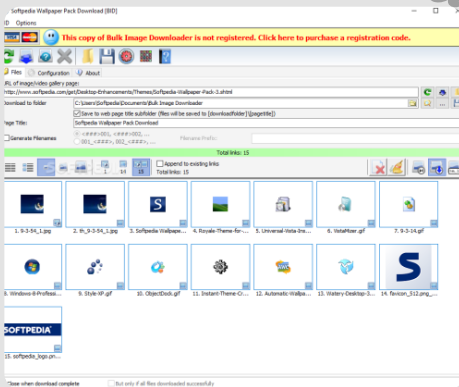 Softpedia Wallpaper Pack Download [BID]
Options
This copy of Bulk Image Downloader is not registered. Click here to purchase a registration code.
Files Configuration About
URL of image/video gallery page:
http://www.softpedia.com/get/Desktop-Enhancements/Themes/Softpedia-Wallpaper-Pack-3.shtml
Download to folder C:\Users\Softpedia\Documents\Bulk Image Downloader
Save to web page title subfolder (files will be saved to {downloadfolder}\{pagetitle})
Page Title: Softpedia Wallpaper Pack Download
Generate Filenames <###>001, <###>002, ... Filename Prefix:
001_<###>, 002_<###>, ...
Total links: 15
Append to existing links
Total links: 15
1. 9-3-54_1.jpg 2. th_9-3-54_1.jpg 3. Softpedia Wallpape... 4. Royale-Theme-for-... 5. Universal-Vista-Ins... 6. VistaMizer.gif 7. 9-3-14.gif
S
8. Windows-8-Professi... 9. Style-XP.gif 10. ObjectDock.gif 11. Instant-Theme-Cr... 12. Automatic-Wallpa... 13. Watery-Desktop-3... 14. favicon_512.png_...
S
SOFTPEDIA
15. softpedia_logo.pn...
Close when download complete But only if all files downloaded successfully